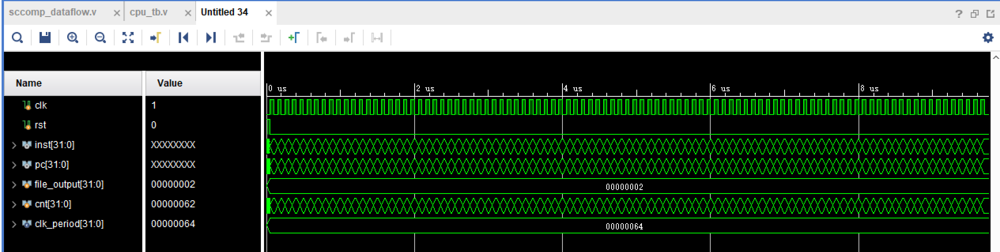 sccomp_dataflow.v cpu_tb.v Untitled 34
Name Value
0 us 2 us 4 us 6 us 8 us
clk 1
rst 0
inst[31:0] XXXXXXXX
pc[31:0] XXXXXXXX
file_output[31:0] 00000002 00000002
cnt[31:0] 00000062
clk_period[31:0] 00000064 00000064